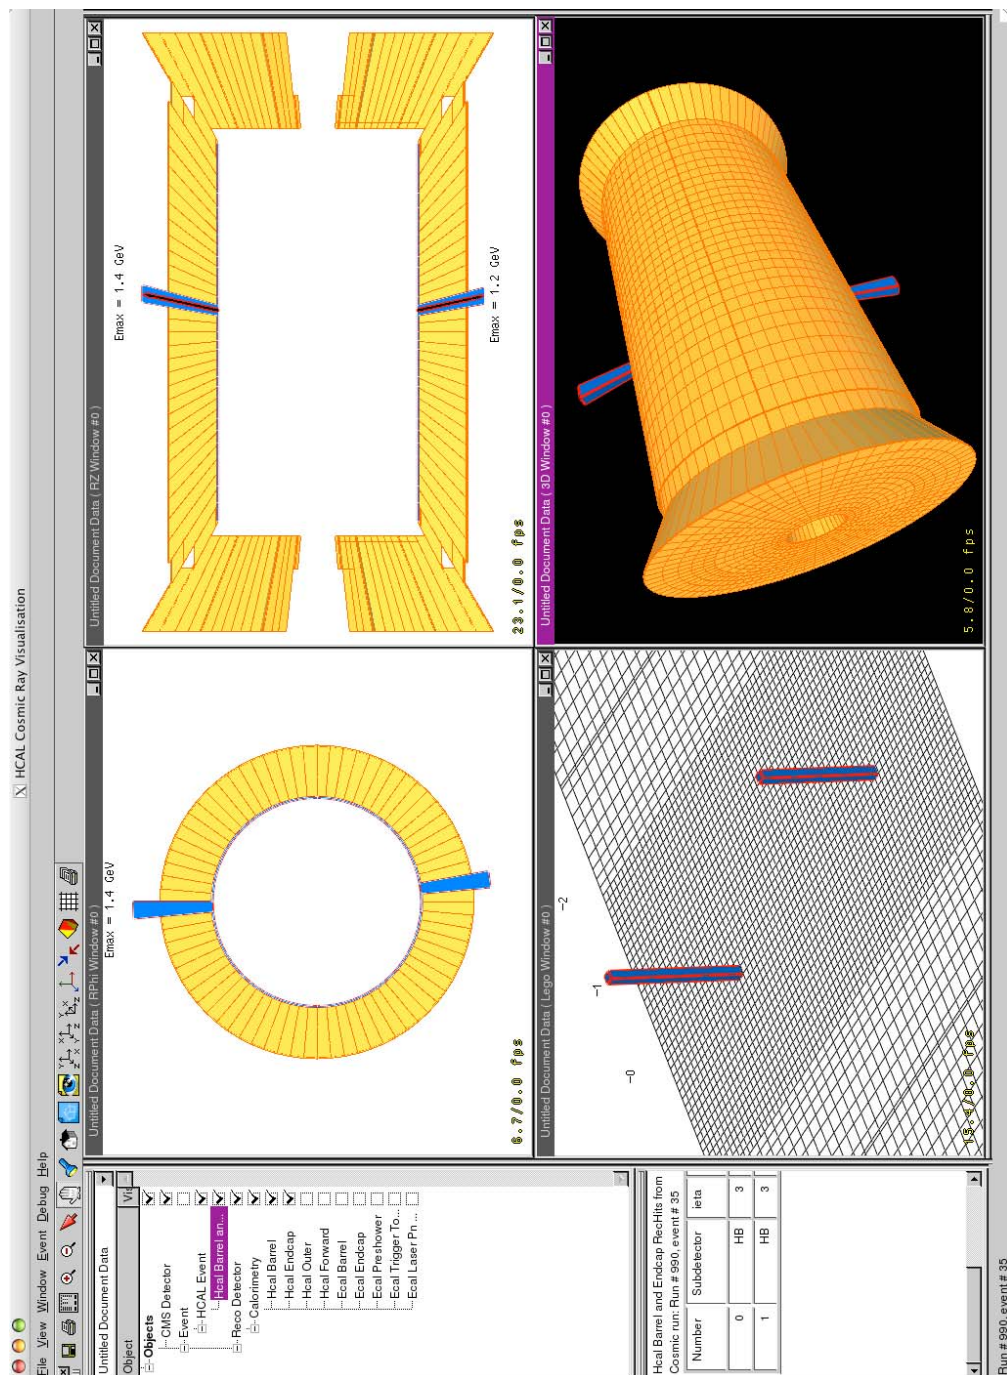 HCAL Cosmic Ray Visualisation
File View Window Event Debug Help
Untitled Document Data
Object Vis
Objects
CMS Detector
Event
HCAL Event
Hcal Barrel an...
Reco Detector
Calorimetry
Hcal Barrel
Hcal Endcap
Hcal Outer
Hcal Forward
Ecal Barrel
Ecal Endcap
Ecal Preshower
Ecal Trigger To...
Ecal Laser Pn ...
Hcal Barrel and Endcap RecHits from
Cosmic run: Run # 990, event # 35
Number Subdetector ieta
0 HB 3
1 HB 3
Untitled Document Data ( RPhi Window #0 )
Emax = 1.4 GeV
6.7/0.0 fps
Untitled Document Data ( RZ Window #0 )
Emax = 1.4 GeV
Emax = 1.2 GeV
23.1/0.0 fps
Untitled Document Data ( Lego Window #0 )
-0
-1
-2
15.4/0.0 fps
Untitled Document Data ( 3D Window #0 )
5.8/0.0 fps
Run # 990, event # 35